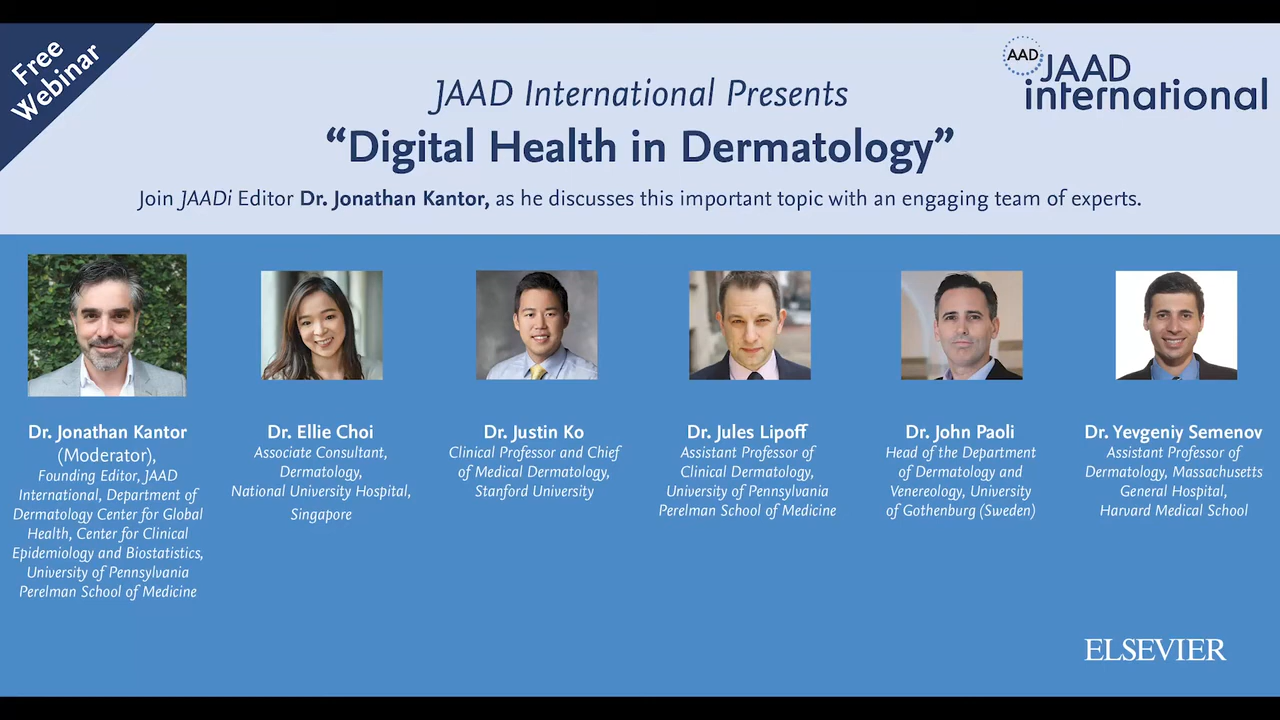 Free
Webinar
JAAD International Presents
“Digital Health in Dermatology”
Join JAADi Editor Dr. Jonathan Kantor, as he discusses this important topic with an engaging team of experts.
AAD
JAAD
international
Dr. Jonathan Kantor
(Moderator),
Founding Editor, JAAD
International, Department of
Dermatology Center for Global
Health, Center for Clinical
Epidemiology and Biostatistics,
University of Pennsylvania
Perelman School of Medicine
Dr. Ellie Choi
Associate Consultant,
Dermatology,
National University Hospital,
Singapore
Dr. Justin Ko
Clinical Professor and Chief
of Medical Dermatology,
Stanford University
Dr. Jules Lipoff
Assistant Professor of
Clinical Dermatology,
University of Pennsylvania
Perelman School of Medicine
Dr. John Paoli
Head of the Department
of Dermatology and
Venereology, University
of Gothenburg (Sweden)
Dr. Yevgeniy Semenov
Assistant Professor of
Dermatology, Massachusetts
General Hospital,
Harvard Medical School
ELSEVIER